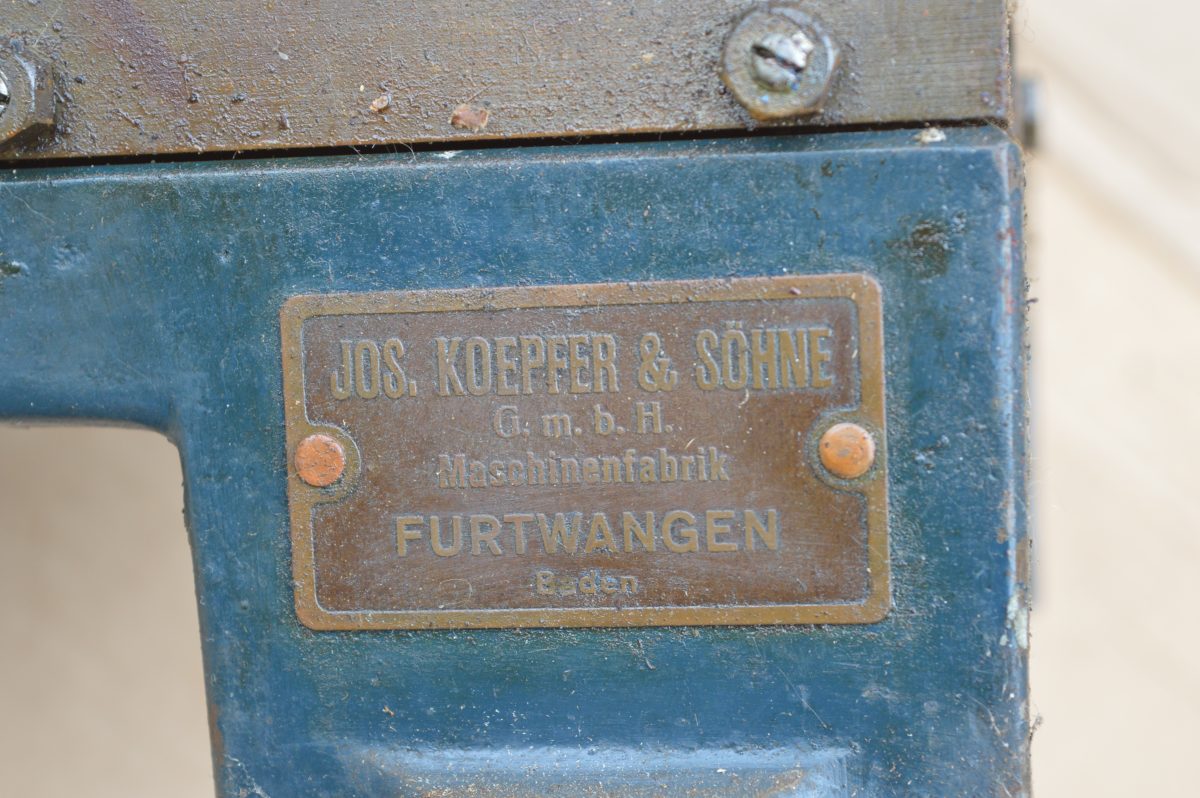 JOS. KOEPFER & SÖHNE
G. m. b. H.
Maschinenfabrik
FURTWANGEN
Baden